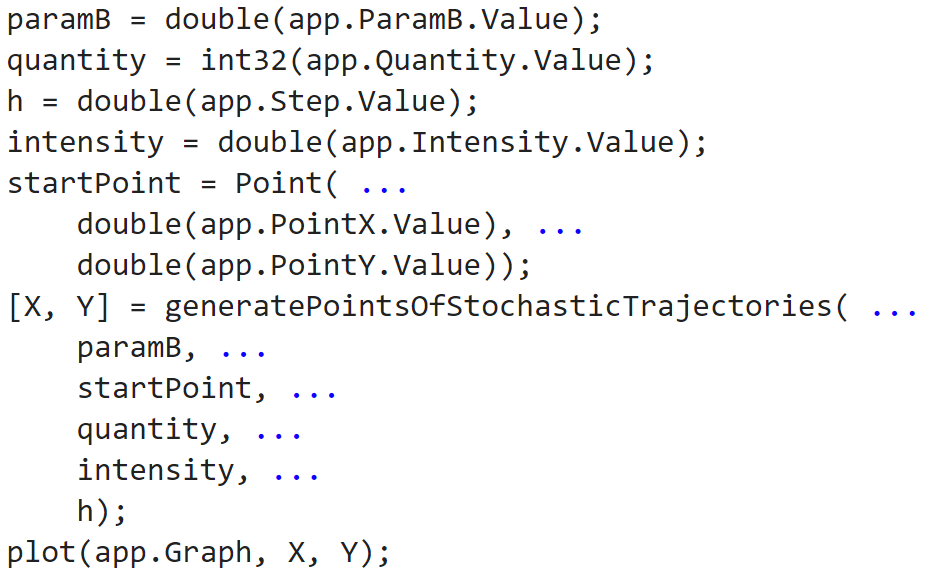 paramB = double(app.ParamB.Value);
quantity = int32(app.Quantity.Value);
h = double(app.Step.Value);
intensity = double(app.Intensity.Value);
startPoint = Point( ...
    double(app.PointX.Value), ...
    double(app.PointY.Value));
[X, Y] = generatePointsOfStochasticTrajectories( ...
    paramB, ...
    startPoint, ...
    quantity, ...
    intensity, ...
    h);
plot(app.Graph, X, Y);